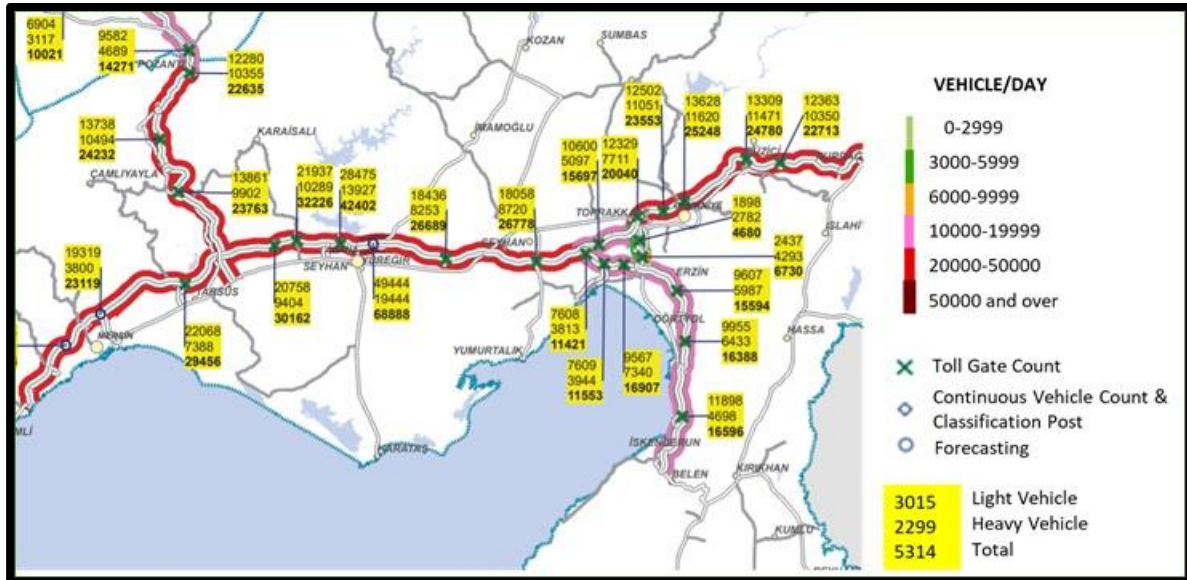 6904
3117
10021
9582
4689
14271
POZANTI
12280
10355
22635
KOZAN
SUMBAS
13738
10494
24232
KARAİSALI
İMAMOĞLU
12502
11051
23553
13628
11620
25248
13309
11471
24780
12363
10350
22713
ÇAMLIYAYLA
13861
9902
23763
21937
10289
32226
28475
13927
42402
18436
8253
26689
18058
8720
26778
10600
5097
15697
12329
7711
20040
TOPRAKKA
1898
2782
4680
İSLAHİ
19319
3800
23119
TARSUS
SEYHAN
YÜREĞİR
CEYHAN
2437
4293
6730
ERZİN
9607
5987
15594
MERSİN
22068
7388
29456
20758
9404
30162
49444
19444
68888
YUMURTALIK
7608
3813
11421
7609
3944
11553
9567
7340
16907
DÖRTYOL
HASSA
9955
6433
16388
11898
4698
16596
MLİ
KARATAŞ
İSKENDERUN
BELEN
KIRIKHAN
KUMLU
VEHICLE/DAY
0-2999
3000-5999
6000-9999
10000-19999
20000-50000
50000 and over
Toll Gate Count
Continuous Vehicle Count &
Classification Post
Forecasting
3015 Light Vehicle
2299 Heavy Vehicle
5314 Total